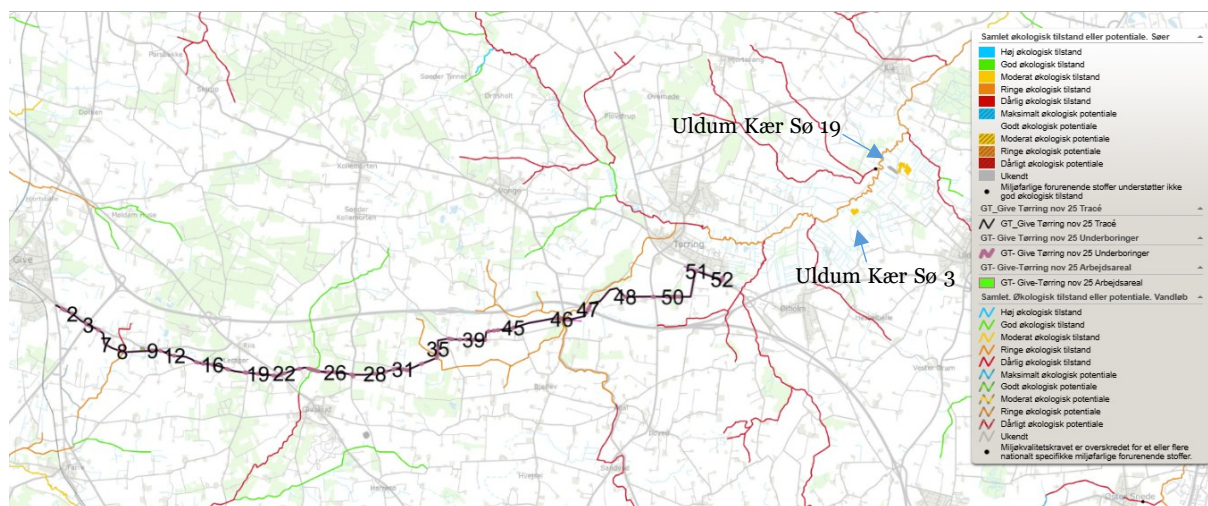 Uldum Kær Sø 19
Uldum Kær Sø 3
Give
Tørring
Ølholm
2
3
7
8
9
12
16
19
22
26
28
31
35
39
45
46
47
48
50
51
52
Samlet økologisk tilstand eller potentiale. Søer
Høj økologisk tilstand
God økologisk tilstand
Moderat økologisk tilstand
Ringe økologisk tilstand
Dårlig økologisk tilstand
Maksimalt økologisk potentiale
Godt økologisk potentiale
Moderat økologisk potentiale
Ringe økologisk potentiale
Dårligt økologisk potentiale
Ukendt
Miljøfarlige forurenende stoffer understøtter ikke
god økologisk tilstand
GT_Give Tørring nov 25 Tracé
GT_Give Tørring nov 25 Tracé
GT- Give Tørring nov 25 Underboringer
GT- Give Tørring nov 25 Underboringer
GT- Give-Tørring nov 25 Arbejdsareal
GT- Give-Tørring nov 25 Arbejdsareal
Samlet. Økologisk tilstand eller potentiale. Vandløb
Høj økologisk tilstand
God økologisk tilstand
Moderat økologisk tilstand
Ringe økologisk tilstand
Dårlig økologisk tilstand
Maksimalt økologisk potentiale
Godt økologisk potentiale
Moderat økologisk potentiale
Ringe økologisk potentiale
Dårligt økologisk potentiale
Ukendt
Miljøkvalitetskravet er overskredet for et eller flere
nationalt specifikke miljøfarlige forurenende stoffer.